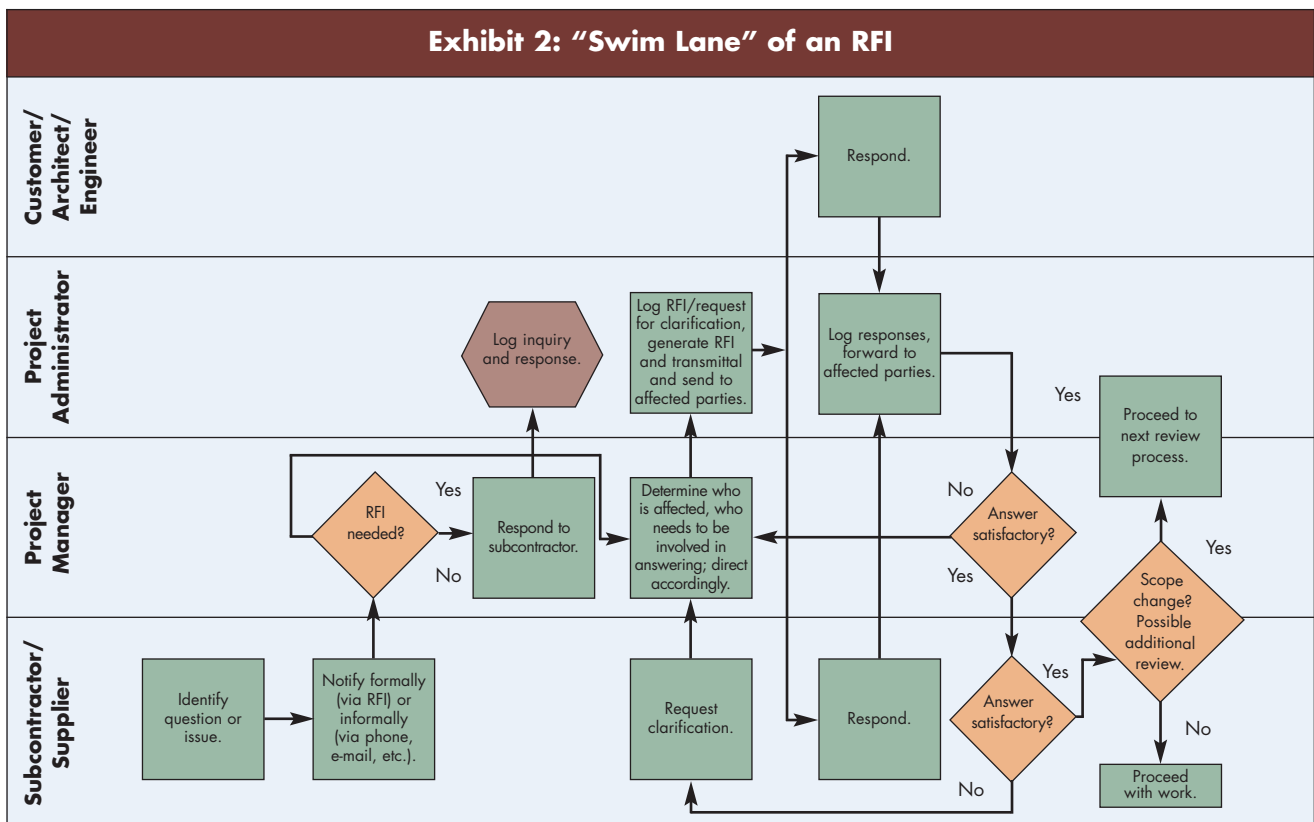 Exhibit 2: “Swim Lane” of an RFI
Customer/
Architect/
Engineer
Respond.
Project
Administrator
Log inquiry
and response.
Log RFI/request
for clarification,
generate RFI
and transmittal
and send to
affected parties.
Log responses,
forward to
affected parties.
Yes
Proceed to
next review
process.
Project
Manager
RFI
needed?
Yes
No
Respond to
subcontractor.
Determine who
is affected, who
needs to be
involved in
answering; direct
accordingly.
No
Answer
satisfactory?
Yes
Yes
Scope
change?
Possible
additional
review.
Subcontractor/
Supplier
Identify
question or
issue.
Notify formally
(via RFI) or
informally
(via phone,
e-mail, etc.).
Request
clarification.
Respond.
Answer
satisfactory?
Yes
No
No
Proceed
with work.